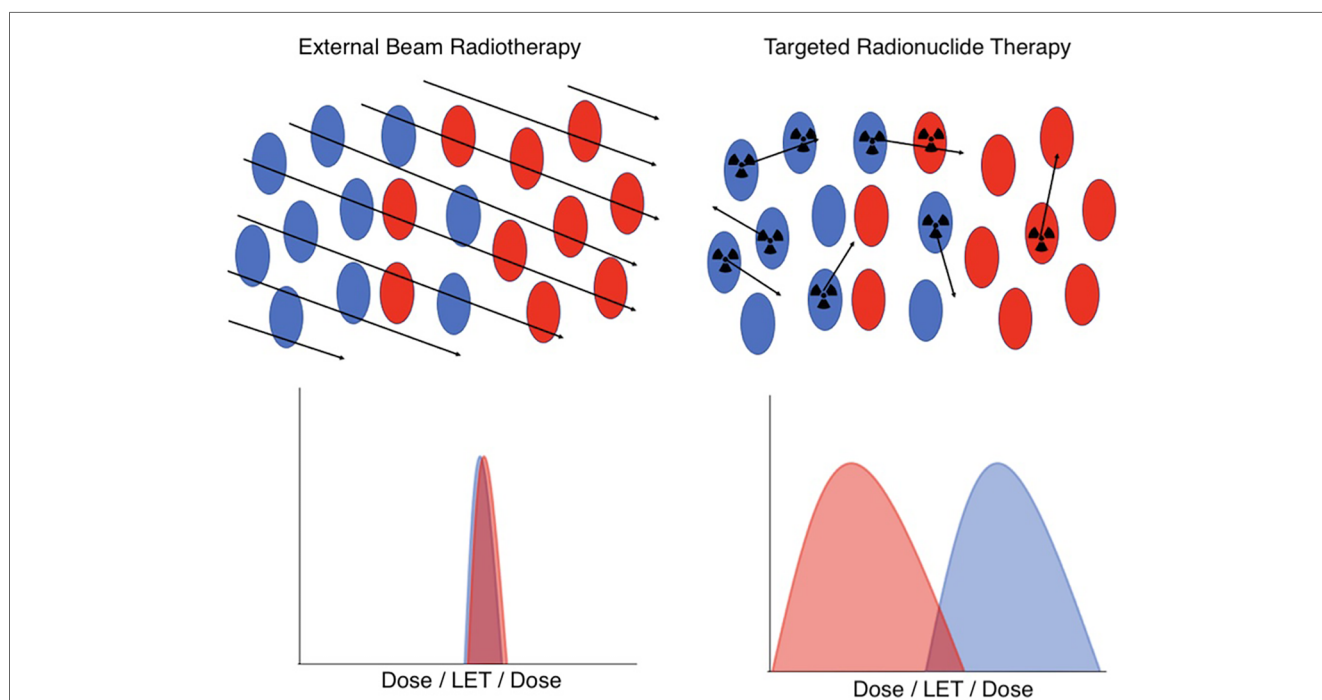 External Beam Radiotherapy
Targeted Radionuclide Therapy
Dose / LET / Dose
Dose / LET / Dose